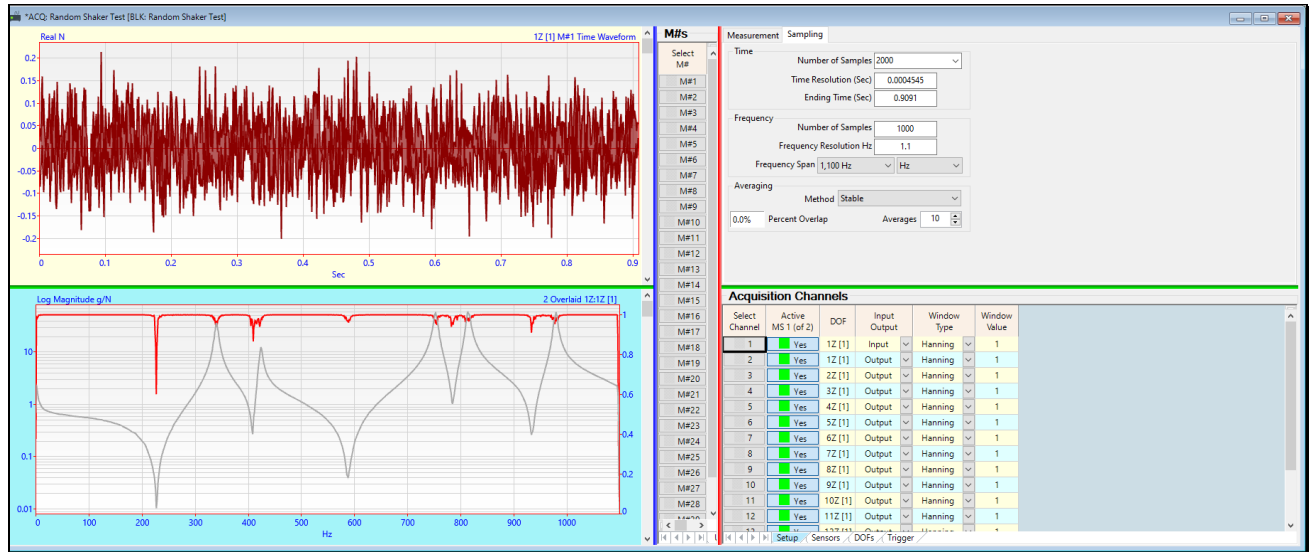 *ACQ: Random Shaker Test [BLK: Random Shaker Test]
Real N
1Z [1] M#1 Time Waveform
0.2
0.15
0.1
0.05
0
-0.05
-0.1
-0.15
-0.2
0 0.1 0.2 0.3 0.4 0.5 0.6 0.7 0.8 0.9
Sec
Log Magnitude g/N
2 Overlaid 1Z:1Z [1]
10
1
0.1
0.01
1
0.8
0.6
0.4
0.2
0
0 100 200 300 400 500 600 700 800 900 1000
Hz
M#s
Select
M#
M#1
M#2
M#3
M#4
M#5
M#6
M#7
M#8
M#9
M#10
M#11
M#12
M#13
M#14
M#15
M#16
M#17
M#18
M#19
M#20
M#21
M#22
M#23
M#24
M#25
M#26
M#27
M#28
M#29
Measurement Sampling
Time
Number of Samples 2000
Time Resolution (Sec) 0.0004545
Ending Time (Sec) 0.9091
Frequency
Number of Samples 1000
Frequency Resolution Hz 1.1
Frequency Span 1,100 Hz Hz
Averaging
Method Stable
0.0% Percent Overlap Averages 10
Acquisition Channels
Select Active Input Window Window
Channel MS 1 (of 2) DOF Output Type Value
1 Yes 1Z [1] Input Hanning 1
2 Yes 1Z [1] Output Hanning 1
3 Yes 2Z [1] Output Hanning 1
4 Yes 3Z [1] Output Hanning 1
5 Yes 4Z [1] Output Hanning 1
6 Yes 5Z [1] Output Hanning 1
7 Yes 6Z [1] Output Hanning 1
8 Yes 7Z [1] Output Hanning 1
9 Yes 8Z [1] Output Hanning 1
10 Yes 9Z [1] Output Hanning 1
11 Yes 10Z [1] Output Hanning 1
12 Yes 11Z [1] Output Hanning 1
Setup Sensors DOFs Trigger